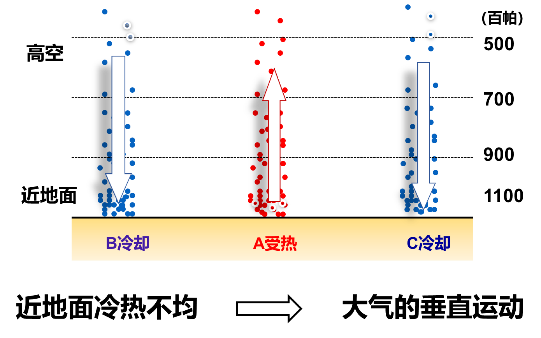 (百帕)
高空
500
700
900
近地面
1100
B冷却
A受热
C冷却
近地面冷热不均
大气的垂直运动